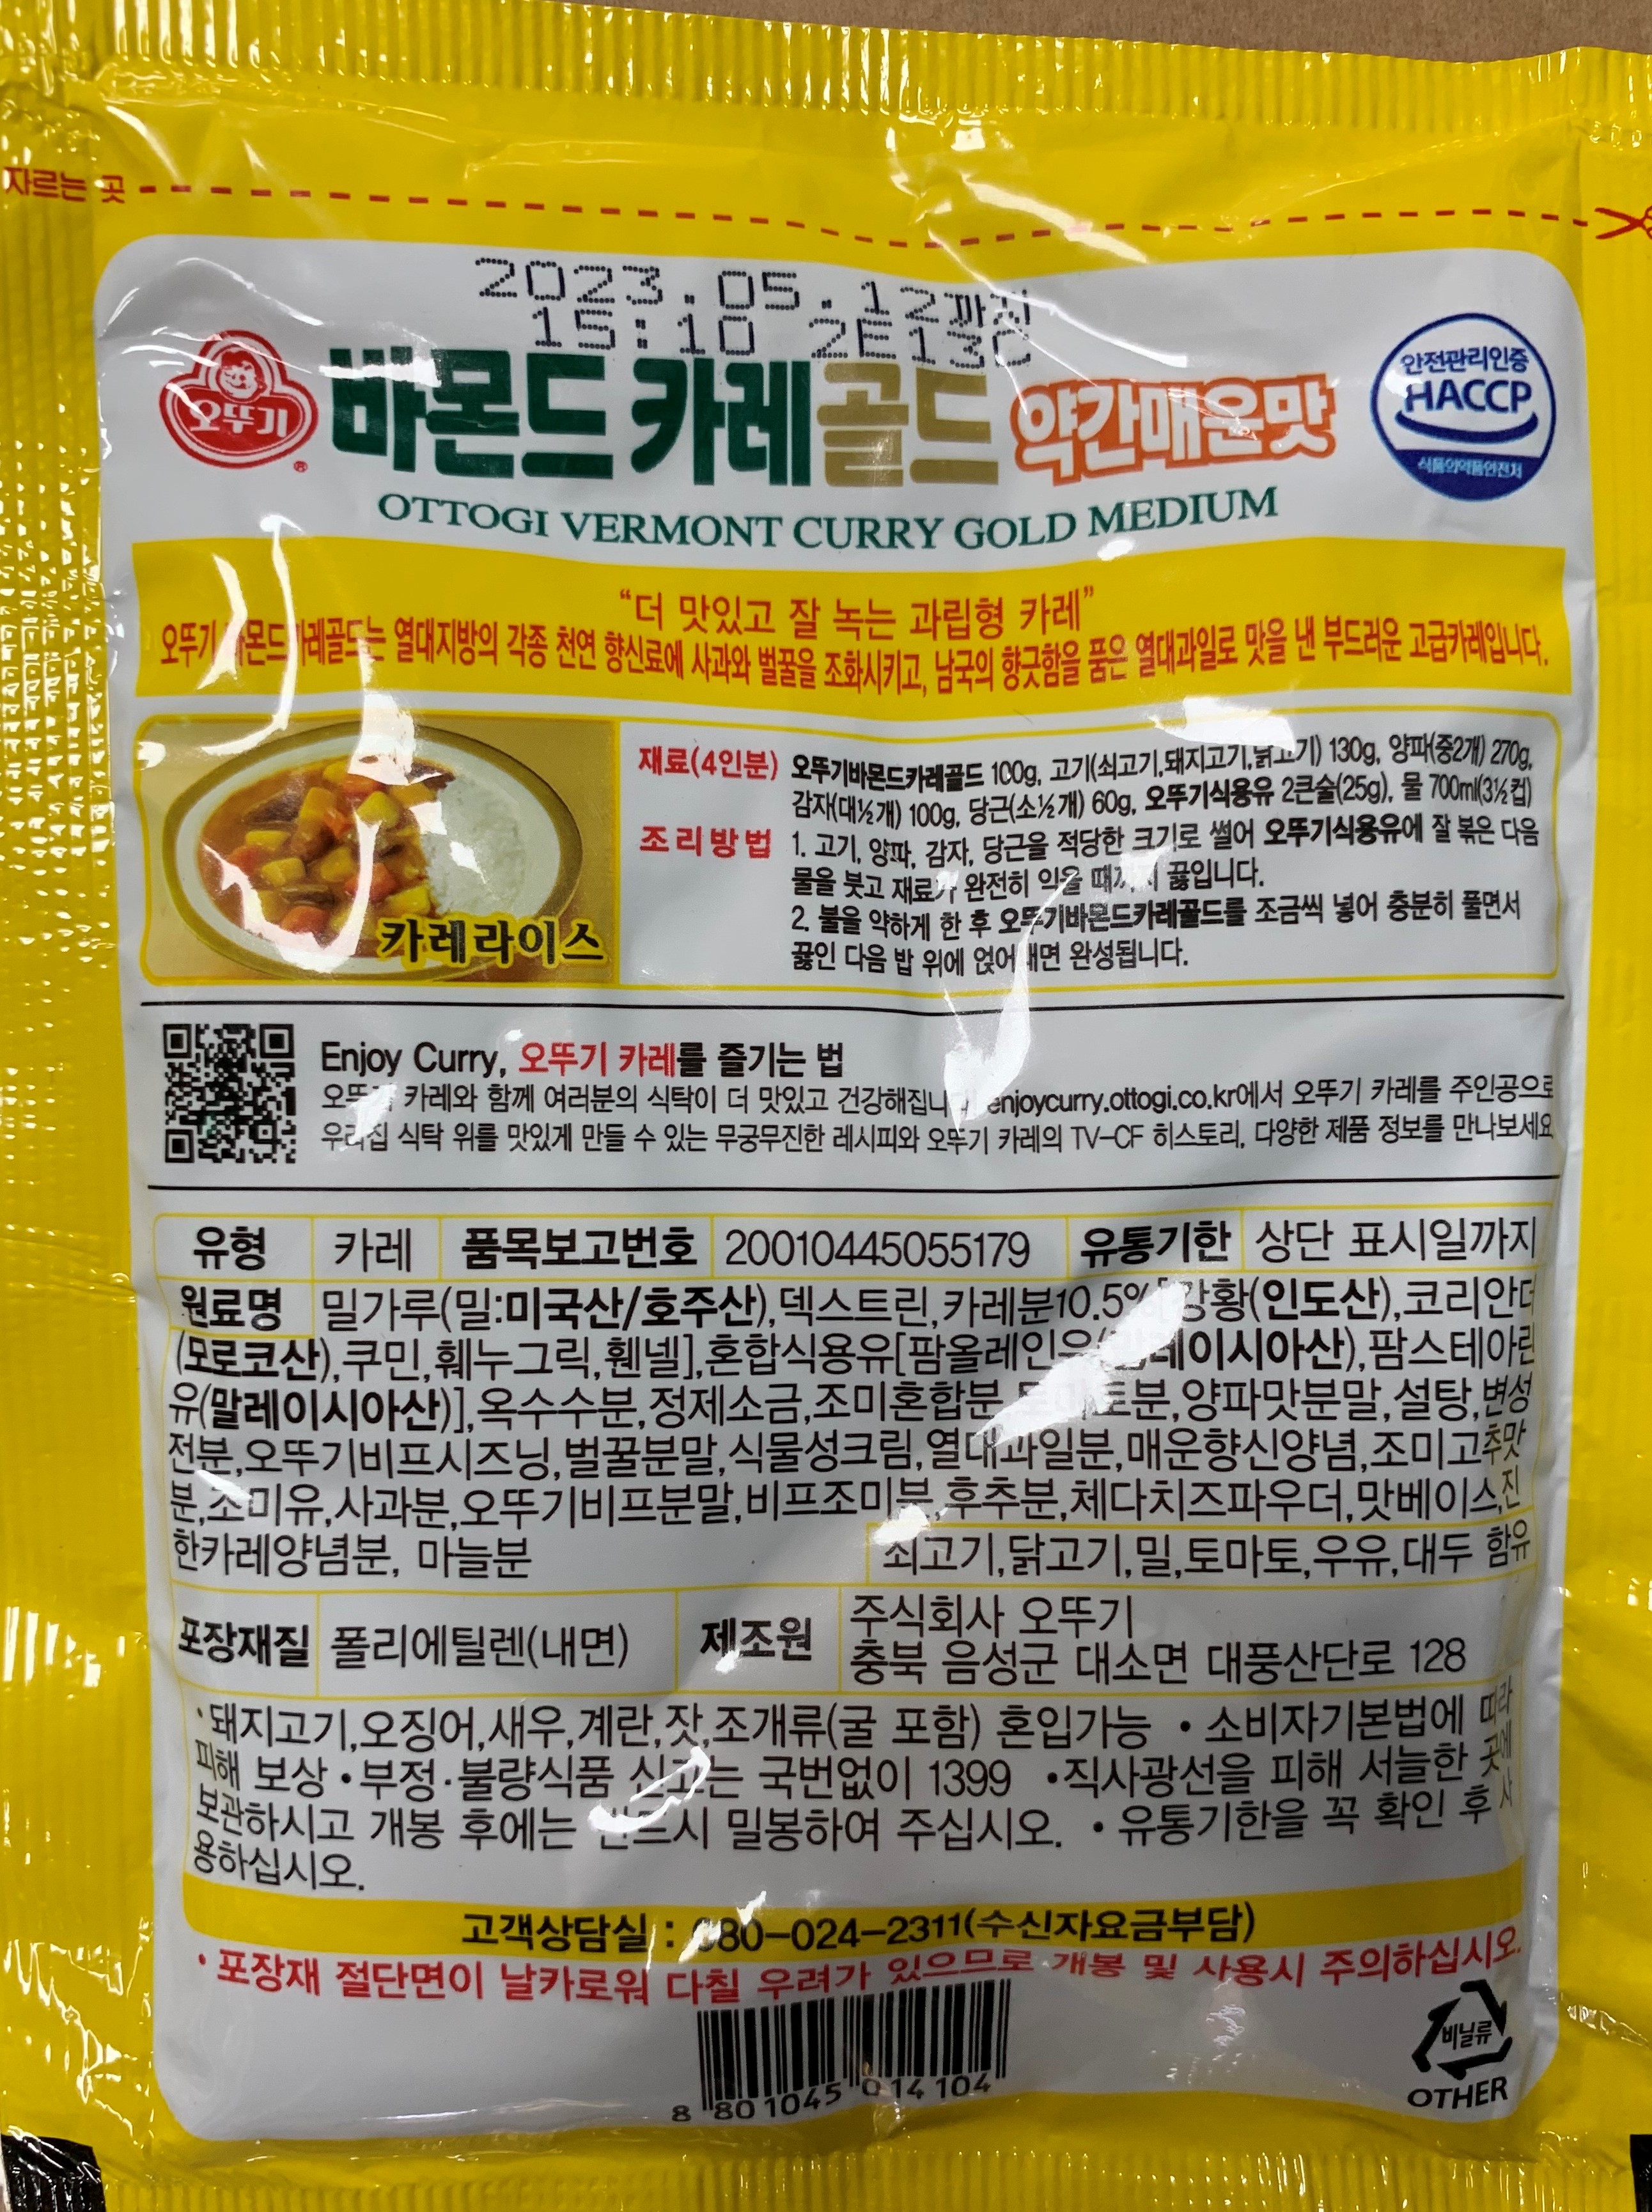 자르는 곳
2023.05.12까지
15:10 2E13C
오뚜기
바몬드 카레 골드 약간매운맛
안전관리인증
HACCP
식품의약품안전처
OTTOGI VERMONT CURRY GOLD MEDIUM
“더 맛있고 잘 녹는 과립형 카레”
오뚜기 바몬드카레골드는 열대지방의 각종 천연 향신료에 사과와 벌꿀을 조화시키고, 남국의 향긋함을 품은 열대과일로 맛을 낸 부드러운 고급카레입니다.
카레라이스
재료(4인분) 오뚜기바몬드카레골드 100g, 고기(쇠고기,돼지고기,닭고기) 130g, 양파(중2개) 270g,
감자(대½개) 100g, 당근(소½개) 60g, 오뚜기식용유 2큰술(25g), 물 700ml(3½컵)
조리방법 1. 고기, 양파, 감자, 당근을 적당한 크기로 썰어 오뚜기식용유에 잘 볶은 다음
물을 붓고 재료가 완전히 익을 때까지 끓입니다.
2. 불을 약하게 한 후 오뚜기바몬드카레골드를 조금씩 넣어 충분히 풀면서
끓인 다음 밥 위에 얹어내면 완성됩니다.
Enjoy Curry, 오뚜기 카레를 즐기는 법
오뚜기 카레와 함께 여러분의 식탁이 더 맛있고 건강해집니다. enjoycurry.ottogi.co.kr에서 오뚜기 카레를 주인공으로
우리집 식탁 위를 맛있게 만들 수 있는 무궁무진한 레시피와 오뚜기 카레의 TV-CF 히스토리, 다양한 제품 정보를 만나보세요
유형 카레 품목보고번호 20010445055179 유통기한 상단 표시일까지
원료명 밀가루(밀:미국산/호주산),덱스트린,카레분10.5%[강황(인도산),코리안더
(모로코산),쿠민,훼누그릭,휀넬],혼합식용유[팜올레인유(말레이시아산),팜스테아린
유(말레이시아산)],옥수수분,정제소금,조미혼합분,토마토분,양파맛분말,설탕,변성
전분,오뚜기비프시즈닝,벌꿀분말,식물성크림,열대과일분,매운향신양념,조미고추맛
분,조미유,사과분,오뚜기비프분말,비프조미분,후추분,체다치즈파우더,맛베이스,진
한카레양념분, 마늘분
쇠고기,닭고기,밀,토마토,우유,대두 함유
포장재질 폴리에틸렌(내면) 제조원 주식회사 오뚜기
충북 음성군 대소면 대풍산단로 128
•돼지고기,오징어,새우,계란,잣,조개류(굴 포함) 혼입가능 •소비자기본법에 따라
피해 보상 •부정·불량식품 신고는 국번없이 1399 •직사광선을 피해 서늘한 곳에
보관하시고 개봉 후에는 반드시 밀봉하여 주십시오. •유통기한을 꼭 확인 후 사
용하십시오.
고객상담실 : 080-024-2311(수신자요금부담)
•포장재 절단면이 날카로워 다칠 우려가 있으므로 개봉 및 사용시 주의하십시오.
8 801045 014104
비닐류
OTHER